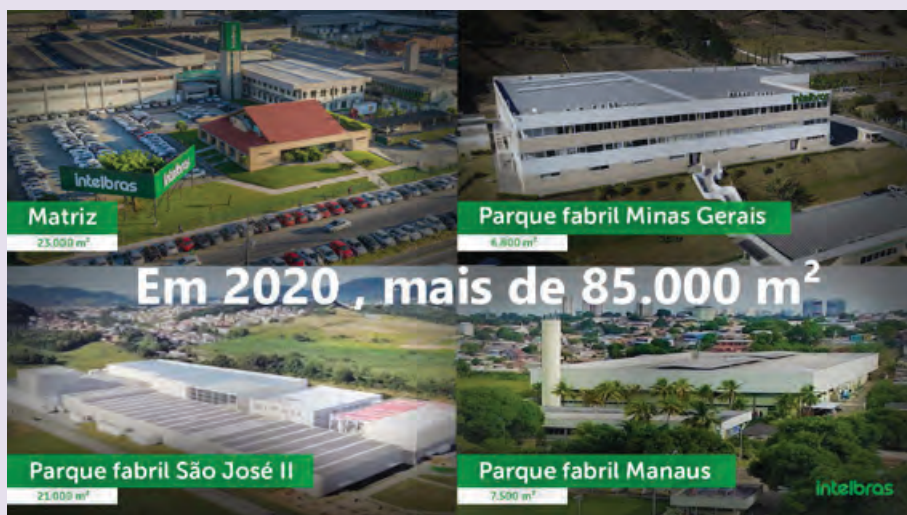 intelbras
intelbras
Matriz
23.000 m²
Parque fabril Minas Gerais
6.800 m²
Em 2020 , mais de 85.000 m²
Parque fabril São José II
21.000 m²
Parque fabril Manaus
7.500 m²
intelbras